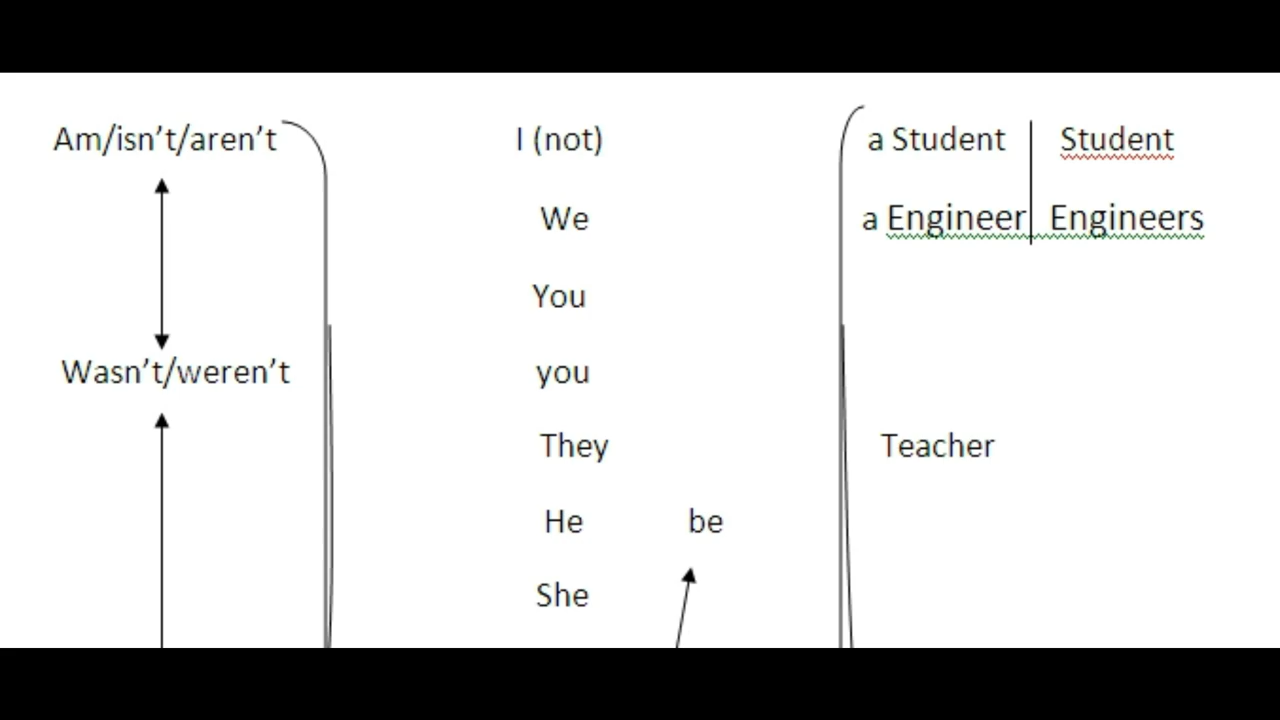 Am/isn't/aren't I (not) a Student Student
We a Engineer Engineers
You
Wasn't/weren't you
They Teacher
He be
She